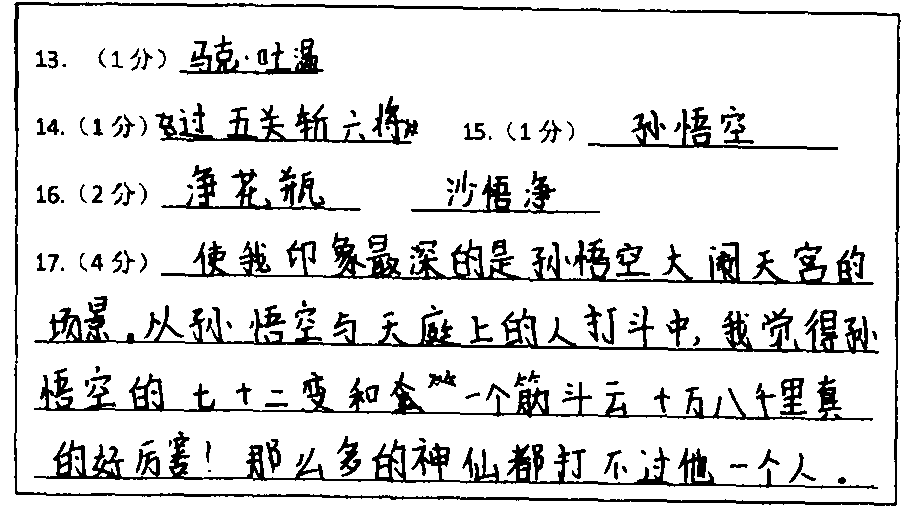 13. （1分）马克·吐温
14.（1分）《过五关斩六将》 15.（1分） 孙悟空
16.（2分） 净花瓶 沙悟净
17.（4分） 使我印象最深的是孙悟空大闹天宫的
场景。从孙悟空与天庭上的人打斗中，我觉得孙
悟空的七十二变和 一个筋斗云十万八千里真
的好厉害！那么多的神仙都打不过他一个人。